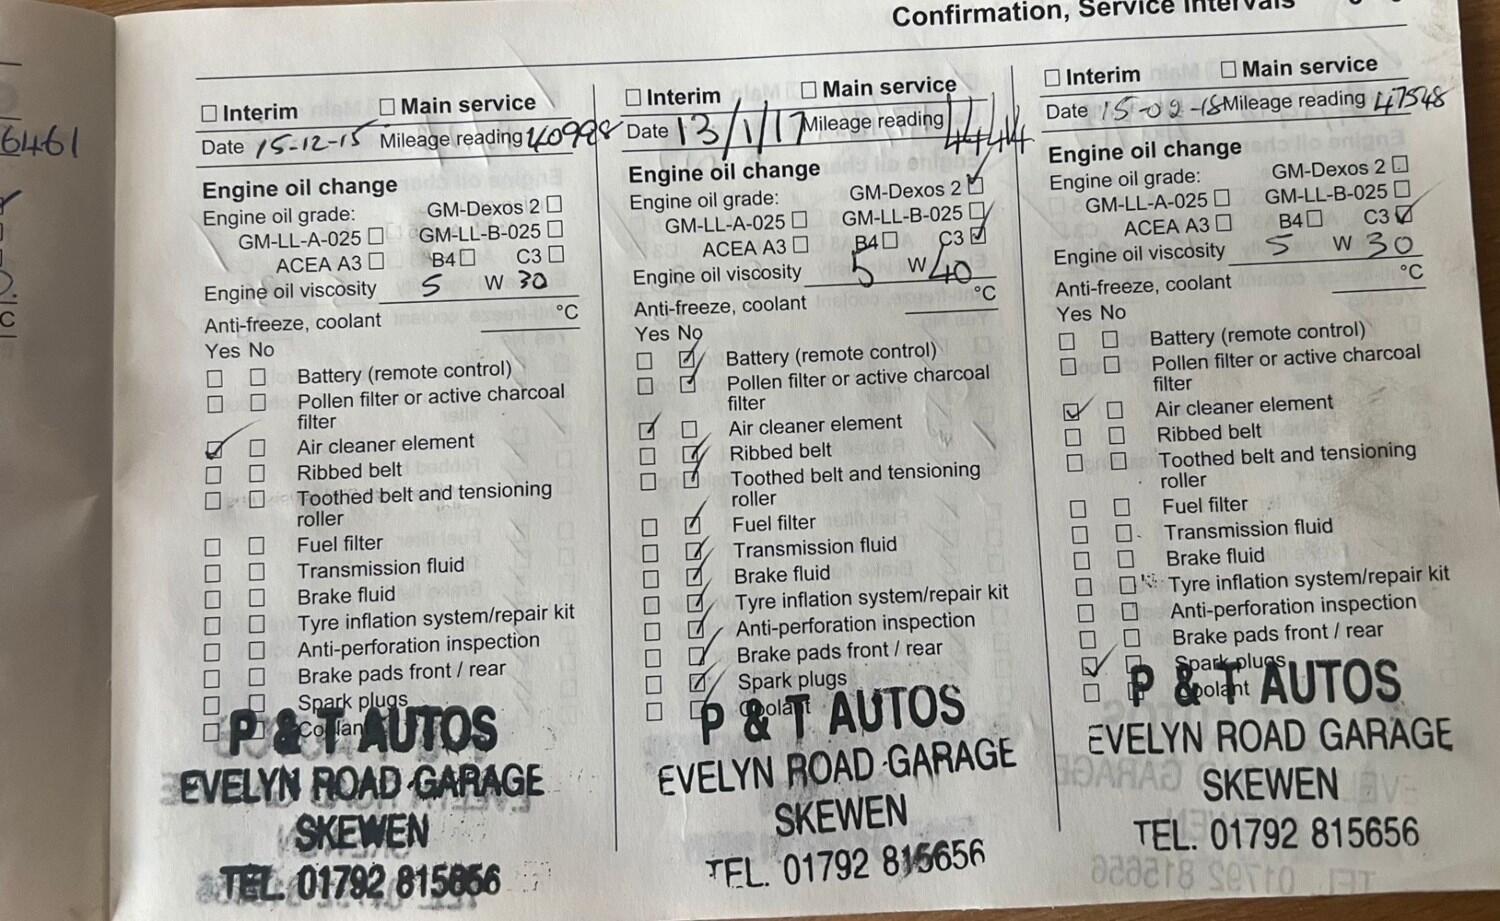 Confirmation, Service Intervals
6461
C
Interim Main service
Date 15-12-15 Mileage reading 40998
Engine oil change
Engine oil grade: GM-Dexos 2
GM-LL-A-025 GM-LL-B-025
ACEA A3 B4 C3
Engine oil viscosity 5 W 30
Anti-freeze, coolant °C
Yes No
Battery (remote control)
Pollen filter or active charcoal
filter
Air cleaner element
Ribbed belt
Toothed belt and tensioning
roller
Fuel filter
Transmission fluid
Brake fluid
Tyre inflation system/repair kit
Anti-perforation inspection
Brake pads front / rear
Spark plugs
Coolant
P & T AUTOS
EVELYN ROAD GARAGE
SKEWEN
TEL. 01792 815656
Interim Main service
Date 13/1/17 Mileage reading 44414
Engine oil change
Engine oil grade: GM-Dexos 2
GM-LL-A-025 GM-LL-B-025
ACEA A3 B4 C3
Engine oil viscosity 5 W 40
Anti-freeze, coolant °C
Yes No
Battery (remote control)
Pollen filter or active charcoal
filter
Air cleaner element
Ribbed belt
Toothed belt and tensioning
roller
Fuel filter
Transmission fluid
Brake fluid
Tyre inflation system/repair kit
Anti-perforation inspection
Brake pads front / rear
Spark plugs
Coolant
P & T AUTOS
EVELYN ROAD GARAGE
SKEWEN
TEL. 01792 815656
Interim Main service
Date 15-02-18 Mileage reading 47548
Engine oil change
Engine oil grade: GM-Dexos 2
GM-LL-A-025 GM-LL-B-025
ACEA A3 B4 C3
Engine oil viscosity 5 W 30
Anti-freeze, coolant °C
Yes No
Battery (remote control)
Pollen filter or active charcoal
filter
Air cleaner element
Ribbed belt
Toothed belt and tensioning
roller
Fuel filter
Transmission fluid
Brake fluid
Tyre inflation system/repair kit
Anti-perforation inspection
Brake pads front / rear
Spark plugs
Coolant
P & T AUTOS
EVELYN ROAD GARAGE
SKEWEN
TEL. 01792 815656